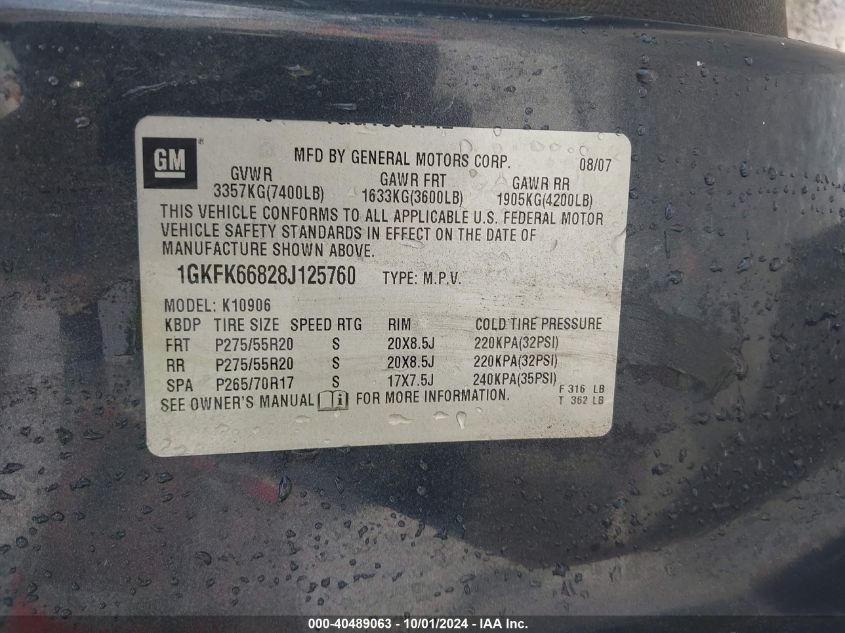 GM MFD BY GENERAL MOTORS CORP. 08/07
GVWR GAWR FRT GAWR RR
3357KG(7400LB) 1633KG(3600LB) 1905KG(4200LB)
THIS VEHICLE CONFORMS TO ALL APPLICABLE U.S. FEDERAL MOTOR
VEHICLE SAFETY STANDARDS IN EFFECT ON THE DATE OF
MANUFACTURE SHOWN ABOVE.
1GKFK66828J125760 TYPE: M.P.V.
MODEL: K10906
KBDP TIRE SIZE SPEED RTG RIM COLD TIRE PRESSURE
FRT P275/55R20 S 20X8.5J 220KPA(32PSI)
RR P275/55R20 S 20X8.5J 220KPA(32PSI)
SPA P265/70R17 S 17X7.5J 240KPA(35PSI)
F 316 LB
SEE OWNER'S MANUAL FOR MORE INFORMATION. T 362 LB
000-40489063 - 10/01/2024 - IAAI Inc.